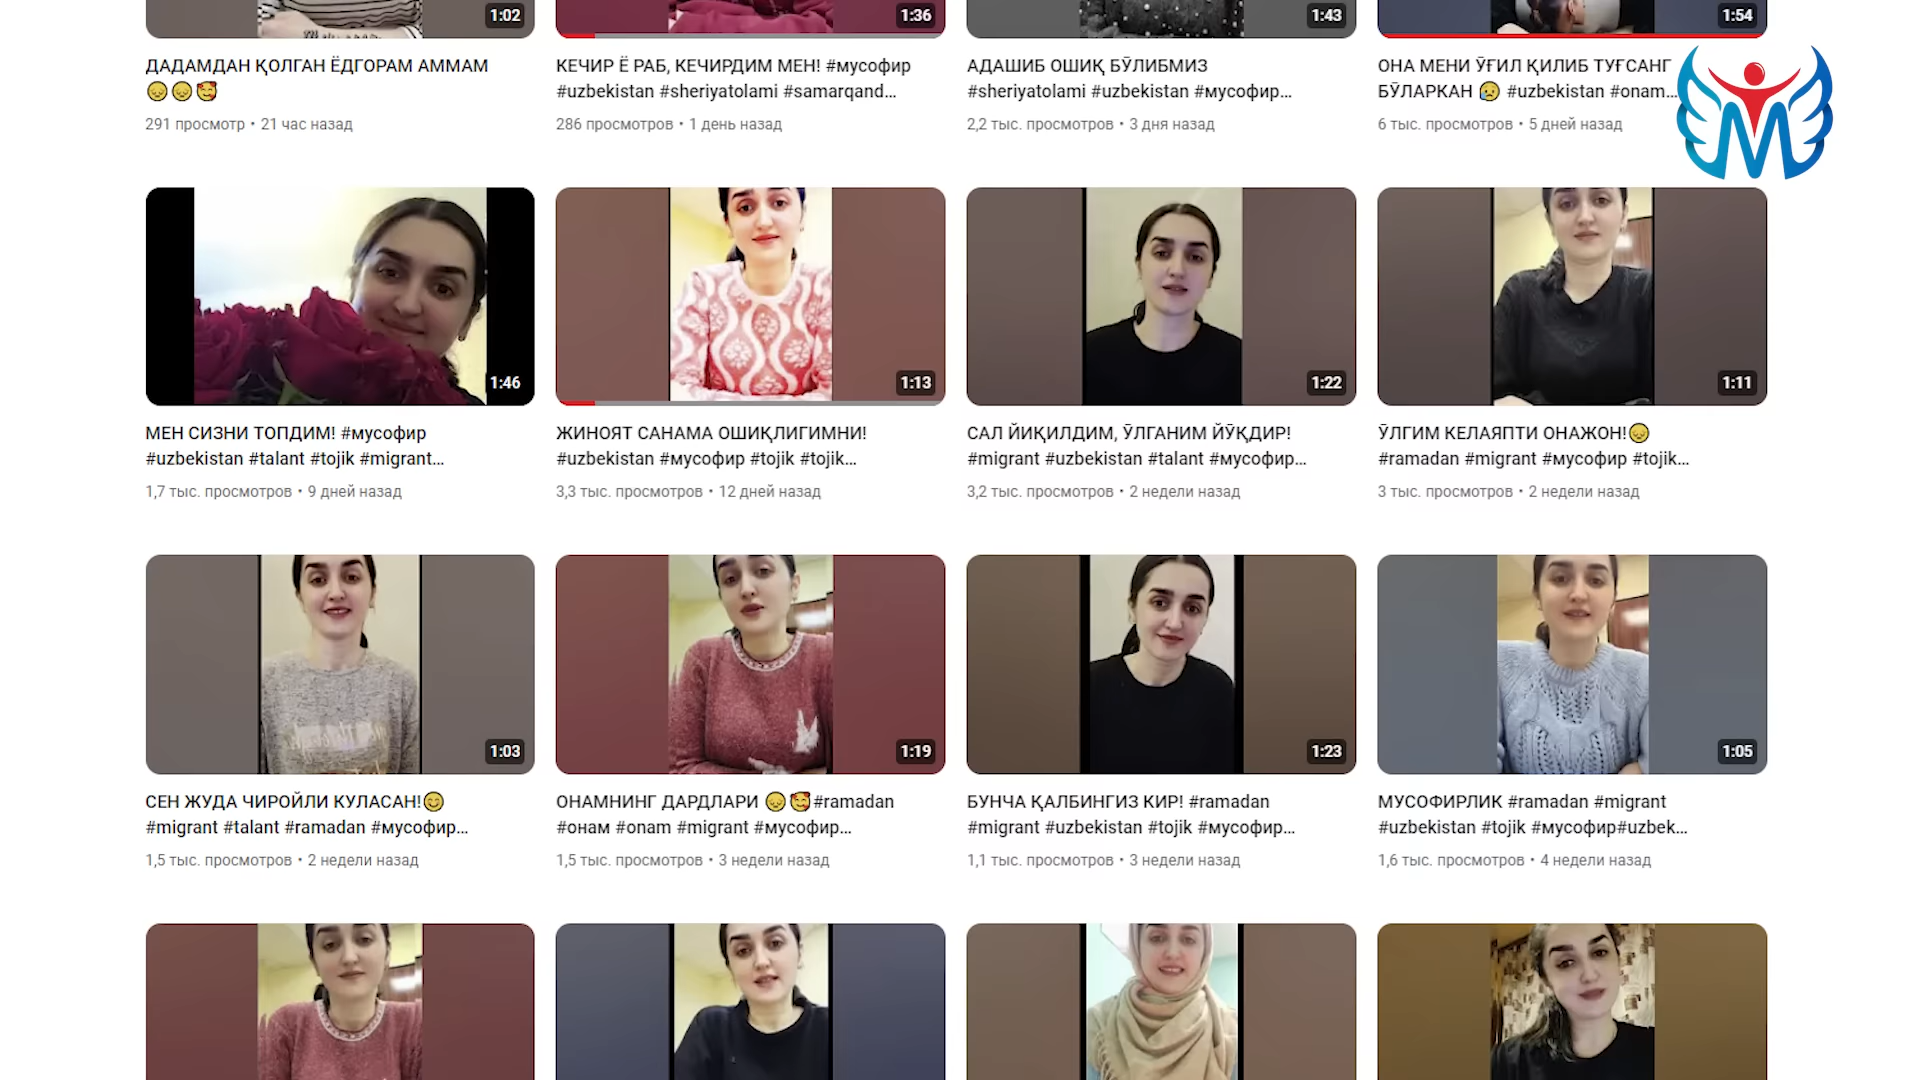 1:02
1:36
1:43
1:54
ДАДАМДАН ҚОЛГАН ЁДГОРАМ АММАМ
😞😞🥰
291 просмотр • 21 час назад
КЕЧИР Ё РАБ, КЕЧИРДИМ МЕН! #мусофир
#uzbekistan #sheriyatolami #samarqand...
286 просмотров • 1 день назад
АДАШИБ ОШИҚ БЎЛИБМИЗ
#sheriyatolami #uzbekistan #мусофир...
2,2 тыс. просмотров • 3 дня назад
ОНА МЕНИ ЎҒИЛ ҚИЛИБ ТУҒСАНГ
БЎЛАРКАН 😥 #uzbekistan #onam...
6 тыс. просмотров • 5 дней назад
M
1:46
1:13
1:22
1:11
МЕН СИЗНИ ТОПДИМ! #мусофир
#uzbekistan #talant #tojik #migrant...
1,7 тыс. просмотров • 9 дней назад
ЖИНОЯТ САНАМА ОШИҚЛИГИМНИ!
#uzbekistan #мусофир #tojik #tojik...
3,3 тыс. просмотров • 12 дней назад
САЛ ЙИҚИЛДИМ, ЎЛГАНИМ ЙЎҚДИР!
#migrant #uzbekistan #talant #мусофир...
3,2 тыс. просмотров • 2 недели назад
ЎЛГИМ КЕЛАЯПТИ ОНАЖОН!😞
#ramadan #migrant #мусофир #tojik...
3 тыс. просмотров • 2 недели назад
1:03
1:19
1:23
1:05
СЕН ЖУДА ЧИРОЙЛИ КУЛАСАН!😊
#migrant #talant #ramadan #мусофир...
1,5 тыс. просмотров • 2 недели назад
ОНАМНИНГ ДАРДЛАРИ 😞🥰#ramadan
#онам #onam #migrant #мусофир...
1,5 тыс. просмотров • 3 недели назад
БУНЧА ҚАЛБИНГИЗ КИР! #ramadan
#migrant #uzbekistan #tojik #мусофир...
1,1 тыс. просмотров • 3 недели назад
МУСОФИРЛИК #ramadan #migrant
#uzbekistan #tojik #мусофир#uzbek...
1,6 тыс. просмотров • 4 недели назад